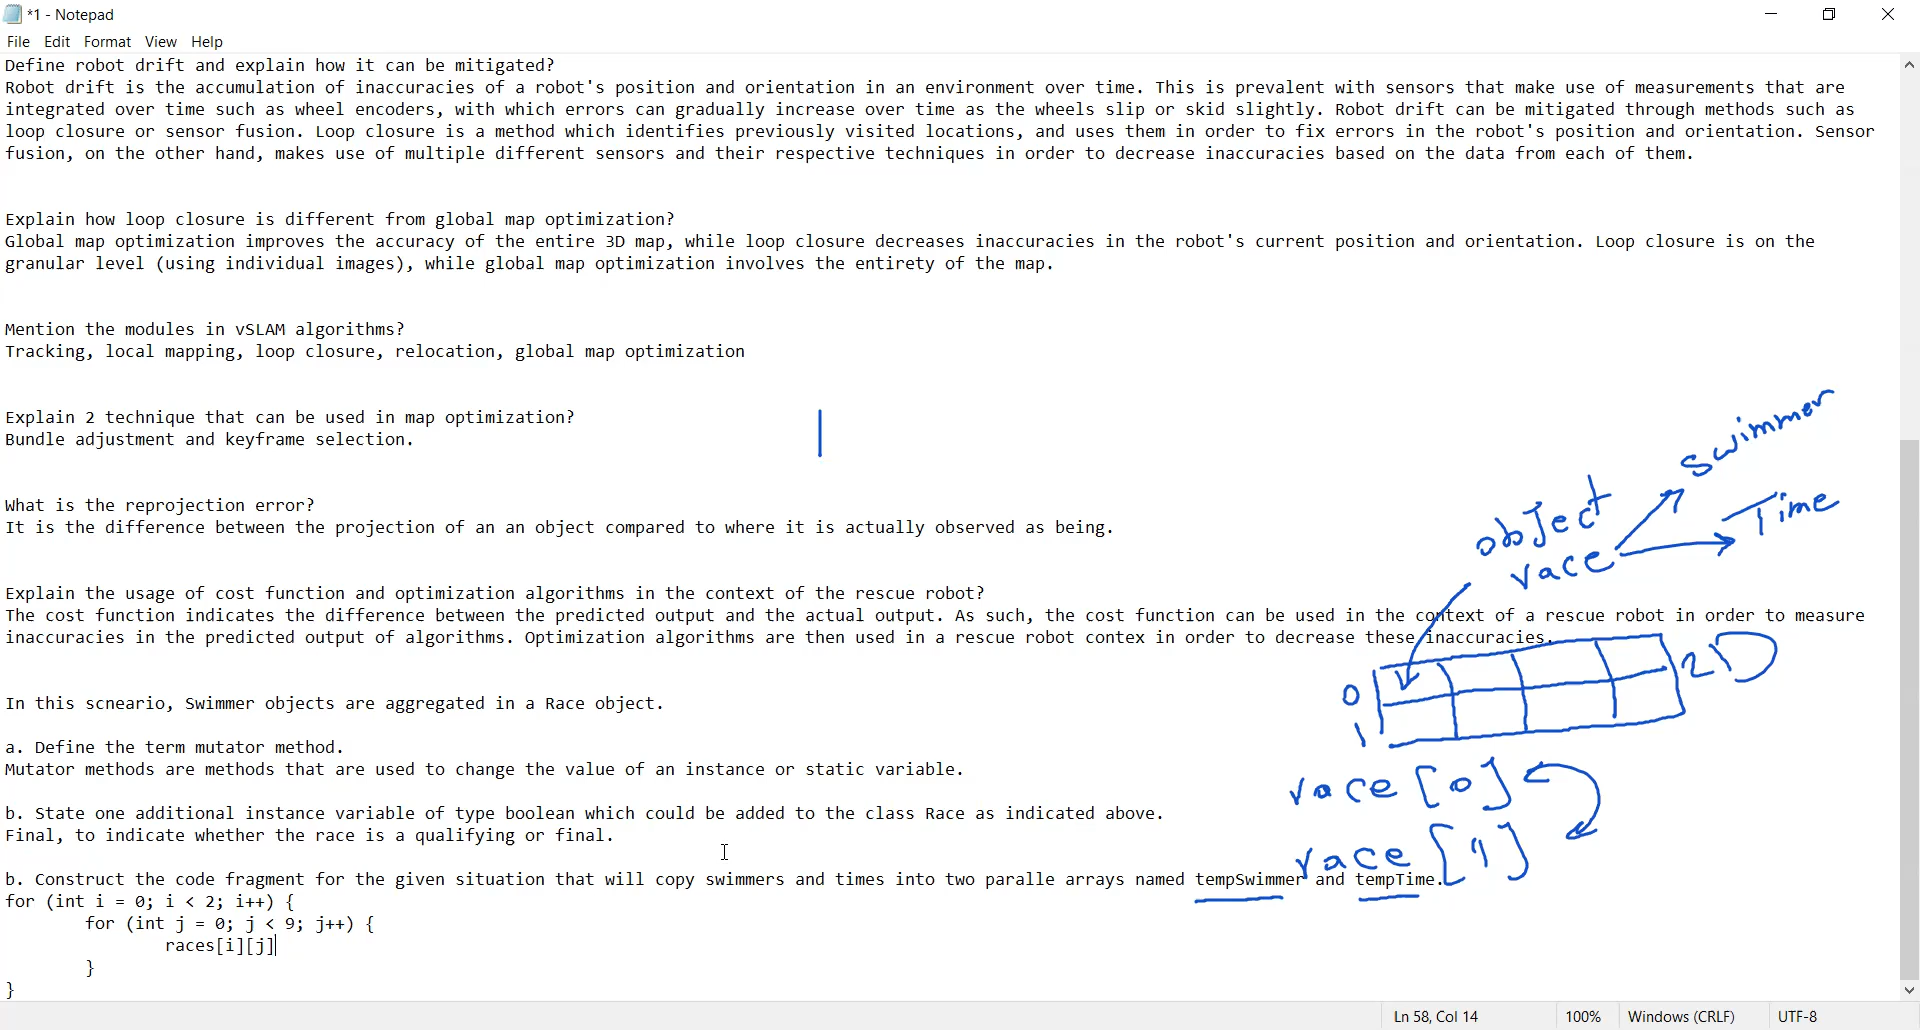 *1 - Notepad
File Edit Format View Help
Define robot drift and explain how it can be mitigated?
Robot drift is the accumulation of inaccuracies of a robot's position and orientation in an environment over time. This is prevalent with sensors that make use of measurements that are
integrated over time such as wheel encoders, with which errors can gradually increase over time as the wheels slip or skid slightly. Robot drift can be mitigated through methods such as
loop closure or sensor fusion. Loop closure is a method which identifies previously visited locations, and uses them in order to fix errors in the robot's position and orientation. Sensor
fusion, on the other hand, makes use of multiple different sensors and their respective techniques in order to decrease inaccuracies based on the data from each of them.
Explain how loop closure is different from global map optimization?
Global map optimization improves the accuracy of the entire 3D map, while loop closure decreases inaccuracies in the robot's current position and orientation. Loop closure is on the
granular level (using individual images), while global map optimization involves the entirety of the map.
Mention the modules in vSLAM algorithms?
Tracking, local mapping, loop closure, relocation, global map optimization
Explain 2 technique that can be used in map optimization?
Bundle adjustment and keyframe selection.
swimmer
Time
object
race
What is the reprojection error?
It is the difference between the projection of an an object compared to where it is actually observed as being.
Explain the usage of cost function and optimization algorithms in the context of the rescue robot?
The cost function indicates the difference between the predicted output and the actual output. As such, the cost function can be used in the context of a rescue robot in order to measure
inaccuracies in the predicted output of algorithms. Optimization algorithms are then used in a rescue robot contex in order to decrease these inaccuracies.
2D
0
1
In this scneario, Swimmer objects are aggregated in a Race object.
a. Define the term mutator method.
Mutator methods are methods that are used to change the value of an instance or static variable.
race [0]
race [1]
b. State one additional instance variable of type boolean which could be added to the class Race as indicated above.
Final, to indicate whether the race is a qualifying or final.
b. Construct the code fragment for the given situation that will copy swimmers and times into two paralle arrays named tempSwimmer and tempTime.
for (int i = 0; i < 2; i++) {
for (int j = 0; j < 9; j++) {
races[i][j]
}
}
Ln 58, Col 14 100% Windows (CRLF) UTF-8